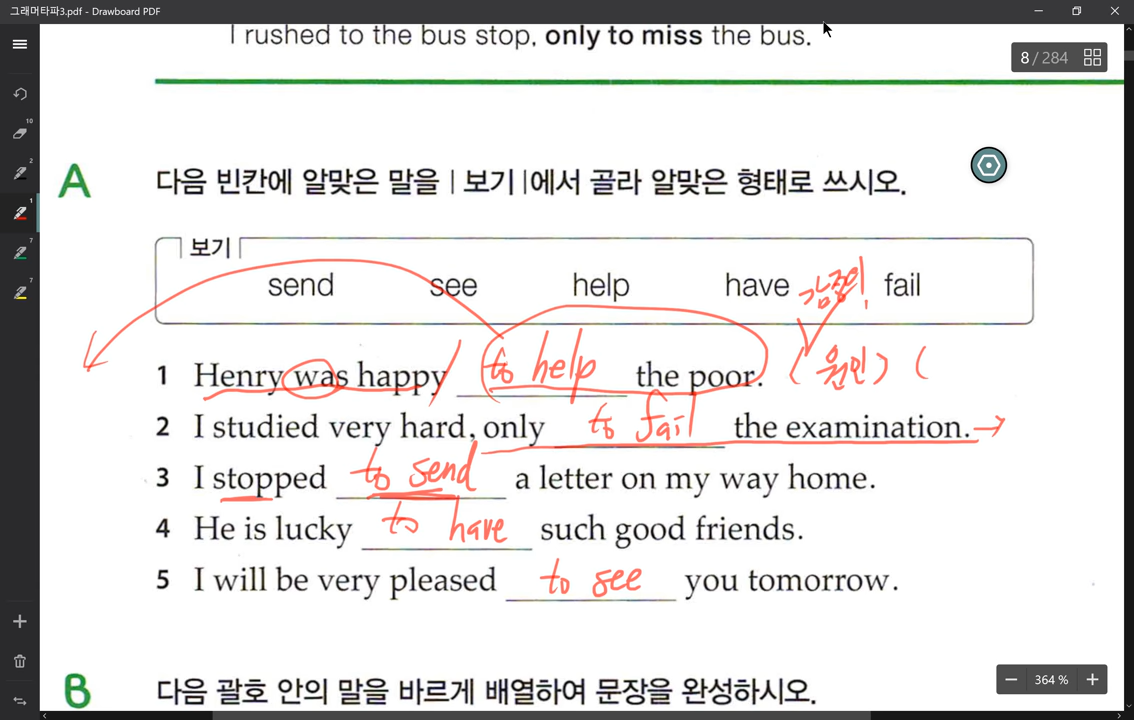 그래머타파3.pdf - Drawboard PDF
I rushed to the bus stop, only to miss the bus.
8 / 284
10
2
1
7
7
A 다음 빈칸에 알맞은 말을 |보기|에서 골라 알맞은 형태로 쓰시오.
보기
send see help have fail
감정의
1 Henry was happy / to help the poor. (원인) (
2 I studied very hard, only to fail the examination. →
3 I stopped to send a letter on my way home.
4 He is lucky to have such good friends.
5 I will be very pleased to see you tomorrow.
B 다음 괄호 안의 말을 바르게 배열하여 문장을 완성하시오.
364 %